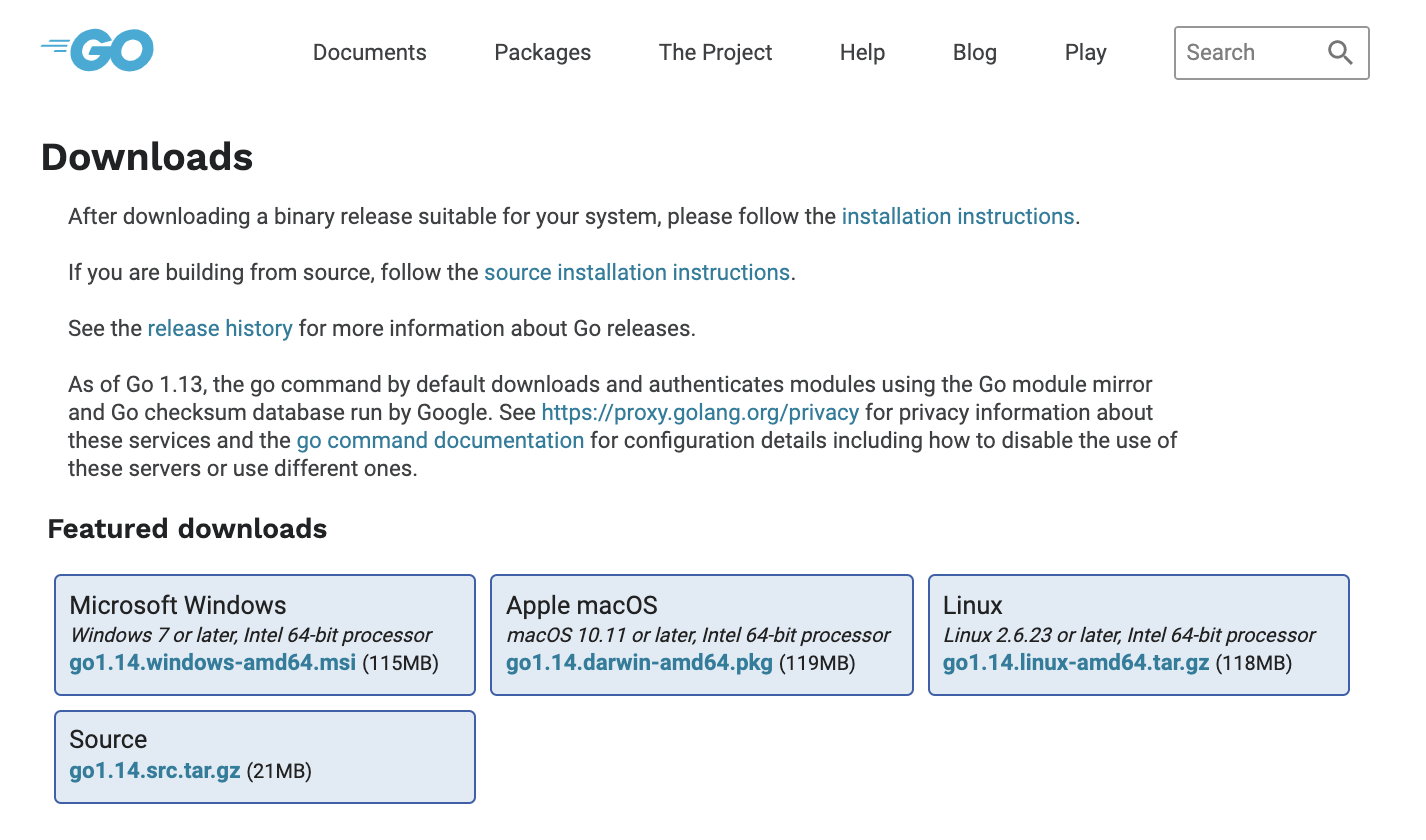 GO
Documents
Packages
The Project
Help
Blog
Play
Search
Downloads
After downloading a binary release suitable for your system, please follow the installation instructions.
If you are building from source, follow the source installation instructions.
See the release history for more information about Go releases.
As of Go 1.13, the go command by default downloads and authenticates modules using the Go module mirror
and Go checksum database run by Google. See https://proxy.golang.org/privacy for privacy information about
these services and the go command documentation for configuration details including how to disable the use of
these servers or use different ones.
Featured downloads
Microsoft Windows
Windows 7 or later, Intel 64-bit processor
go1.14.windows-amd64.msi (115MB)
Apple macOS
macOS 10.11 or later, Intel 64-bit processor
go1.14.darwin-amd64.pkg (119MB)
Linux
Linux 2.6.23 or later, Intel 64-bit processor
go1.14.linux-amd64.tar.gz (118MB)
Source
go1.14.src.tar.gz (21MB)